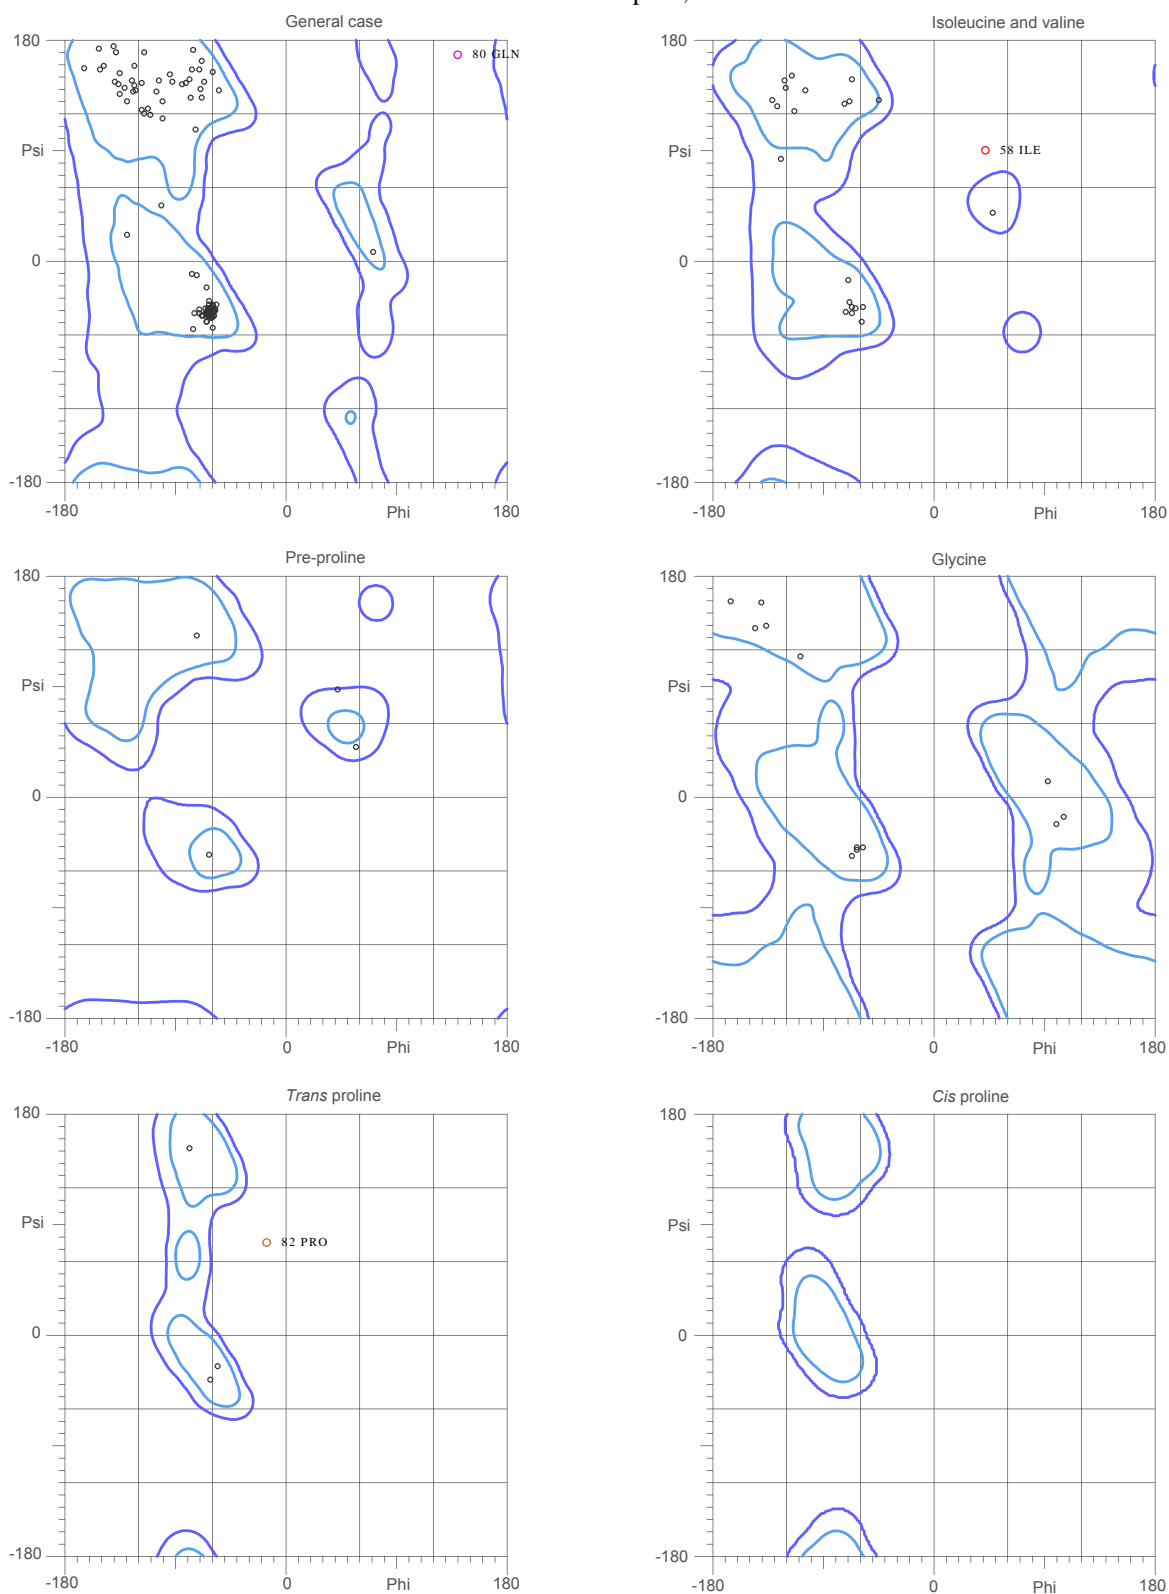 General case
180
Psi
0
-180
-180
0
Phi
180
80 GLN
Isoleucine and valine
180
Psi
0
-180
-180
0
Phi
180
58 ILE
Pre-proline
180
Psi
0
-180
-180
0
Phi
180
Glycine
180
Psi
0
-180
-180
0
Phi
180
Trans proline
180
Psi
0
-180
-180
0
Phi
180
82 PRO
Cis proline
180
Psi
0
-180
-180
0
Phi
180